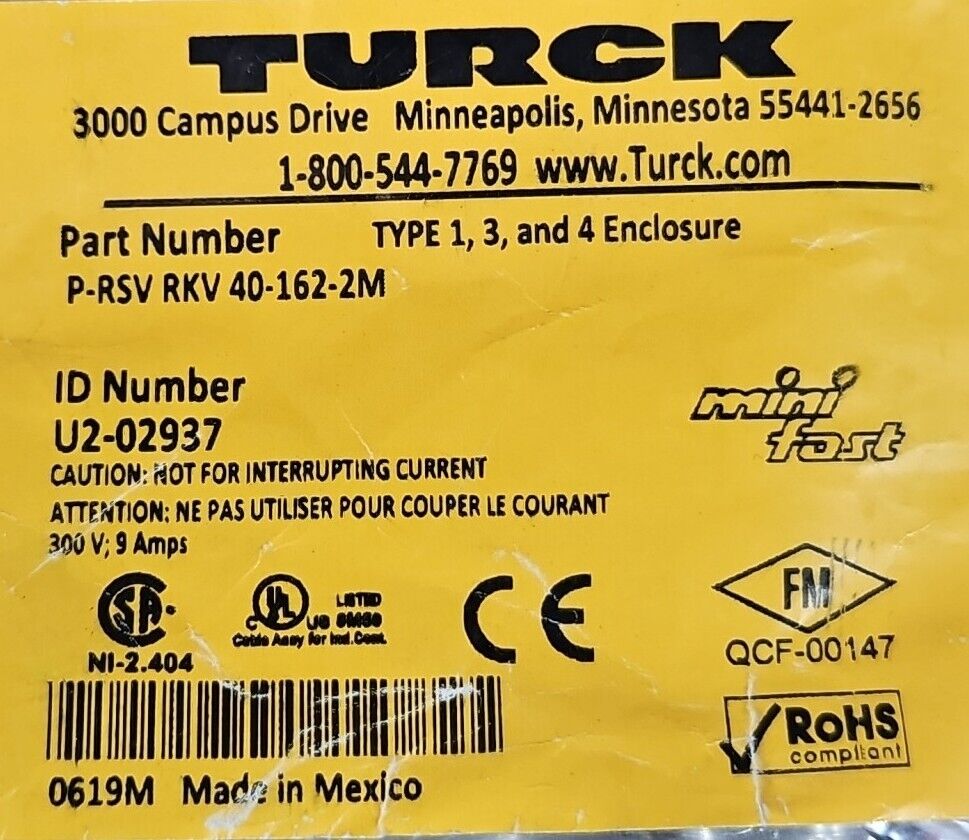 TURCK
3000 Campus Drive Minneapolis, Minnesota 55441-2656
1-800-544-7769 www.Turck.com
Part Number TYPE 1, 3, and 4 Enclosure
P-RSV RKV 40-162-2M
ID Number
U2-02937
mini
fast
CAUTION: NOT FOR INTERRUPTING CURRENT
ATTENTION: NE PAS UTILISER POUR COUPER LE COURANT
300 V; 9 Amps
SA
NI-2.404
C UL US LISTED
Cable Assy for Ind. Cont.
CE
FM
QCF-00147
RoHS
compliant
0619M Made in Mexico